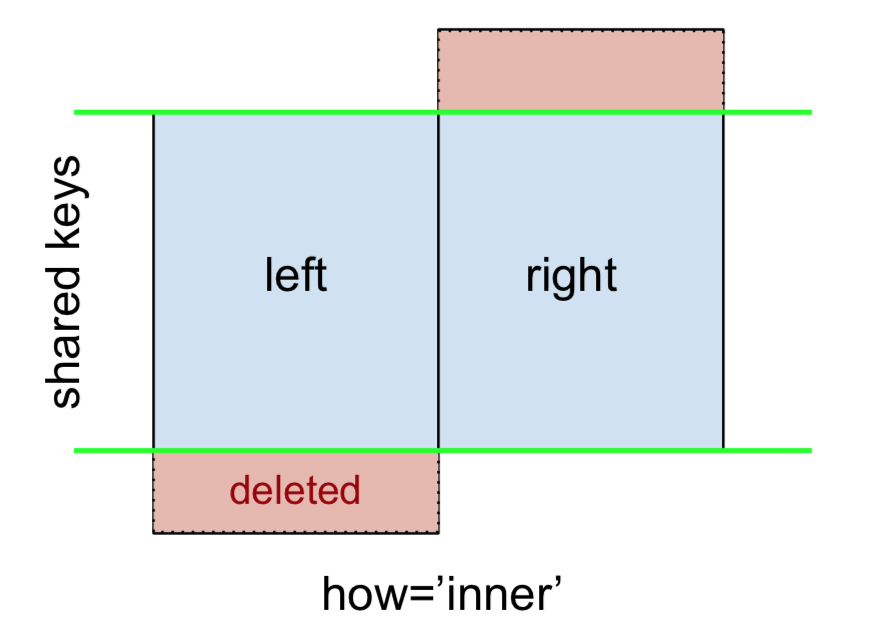 shared keys
left
right
deleted
how=’inner’